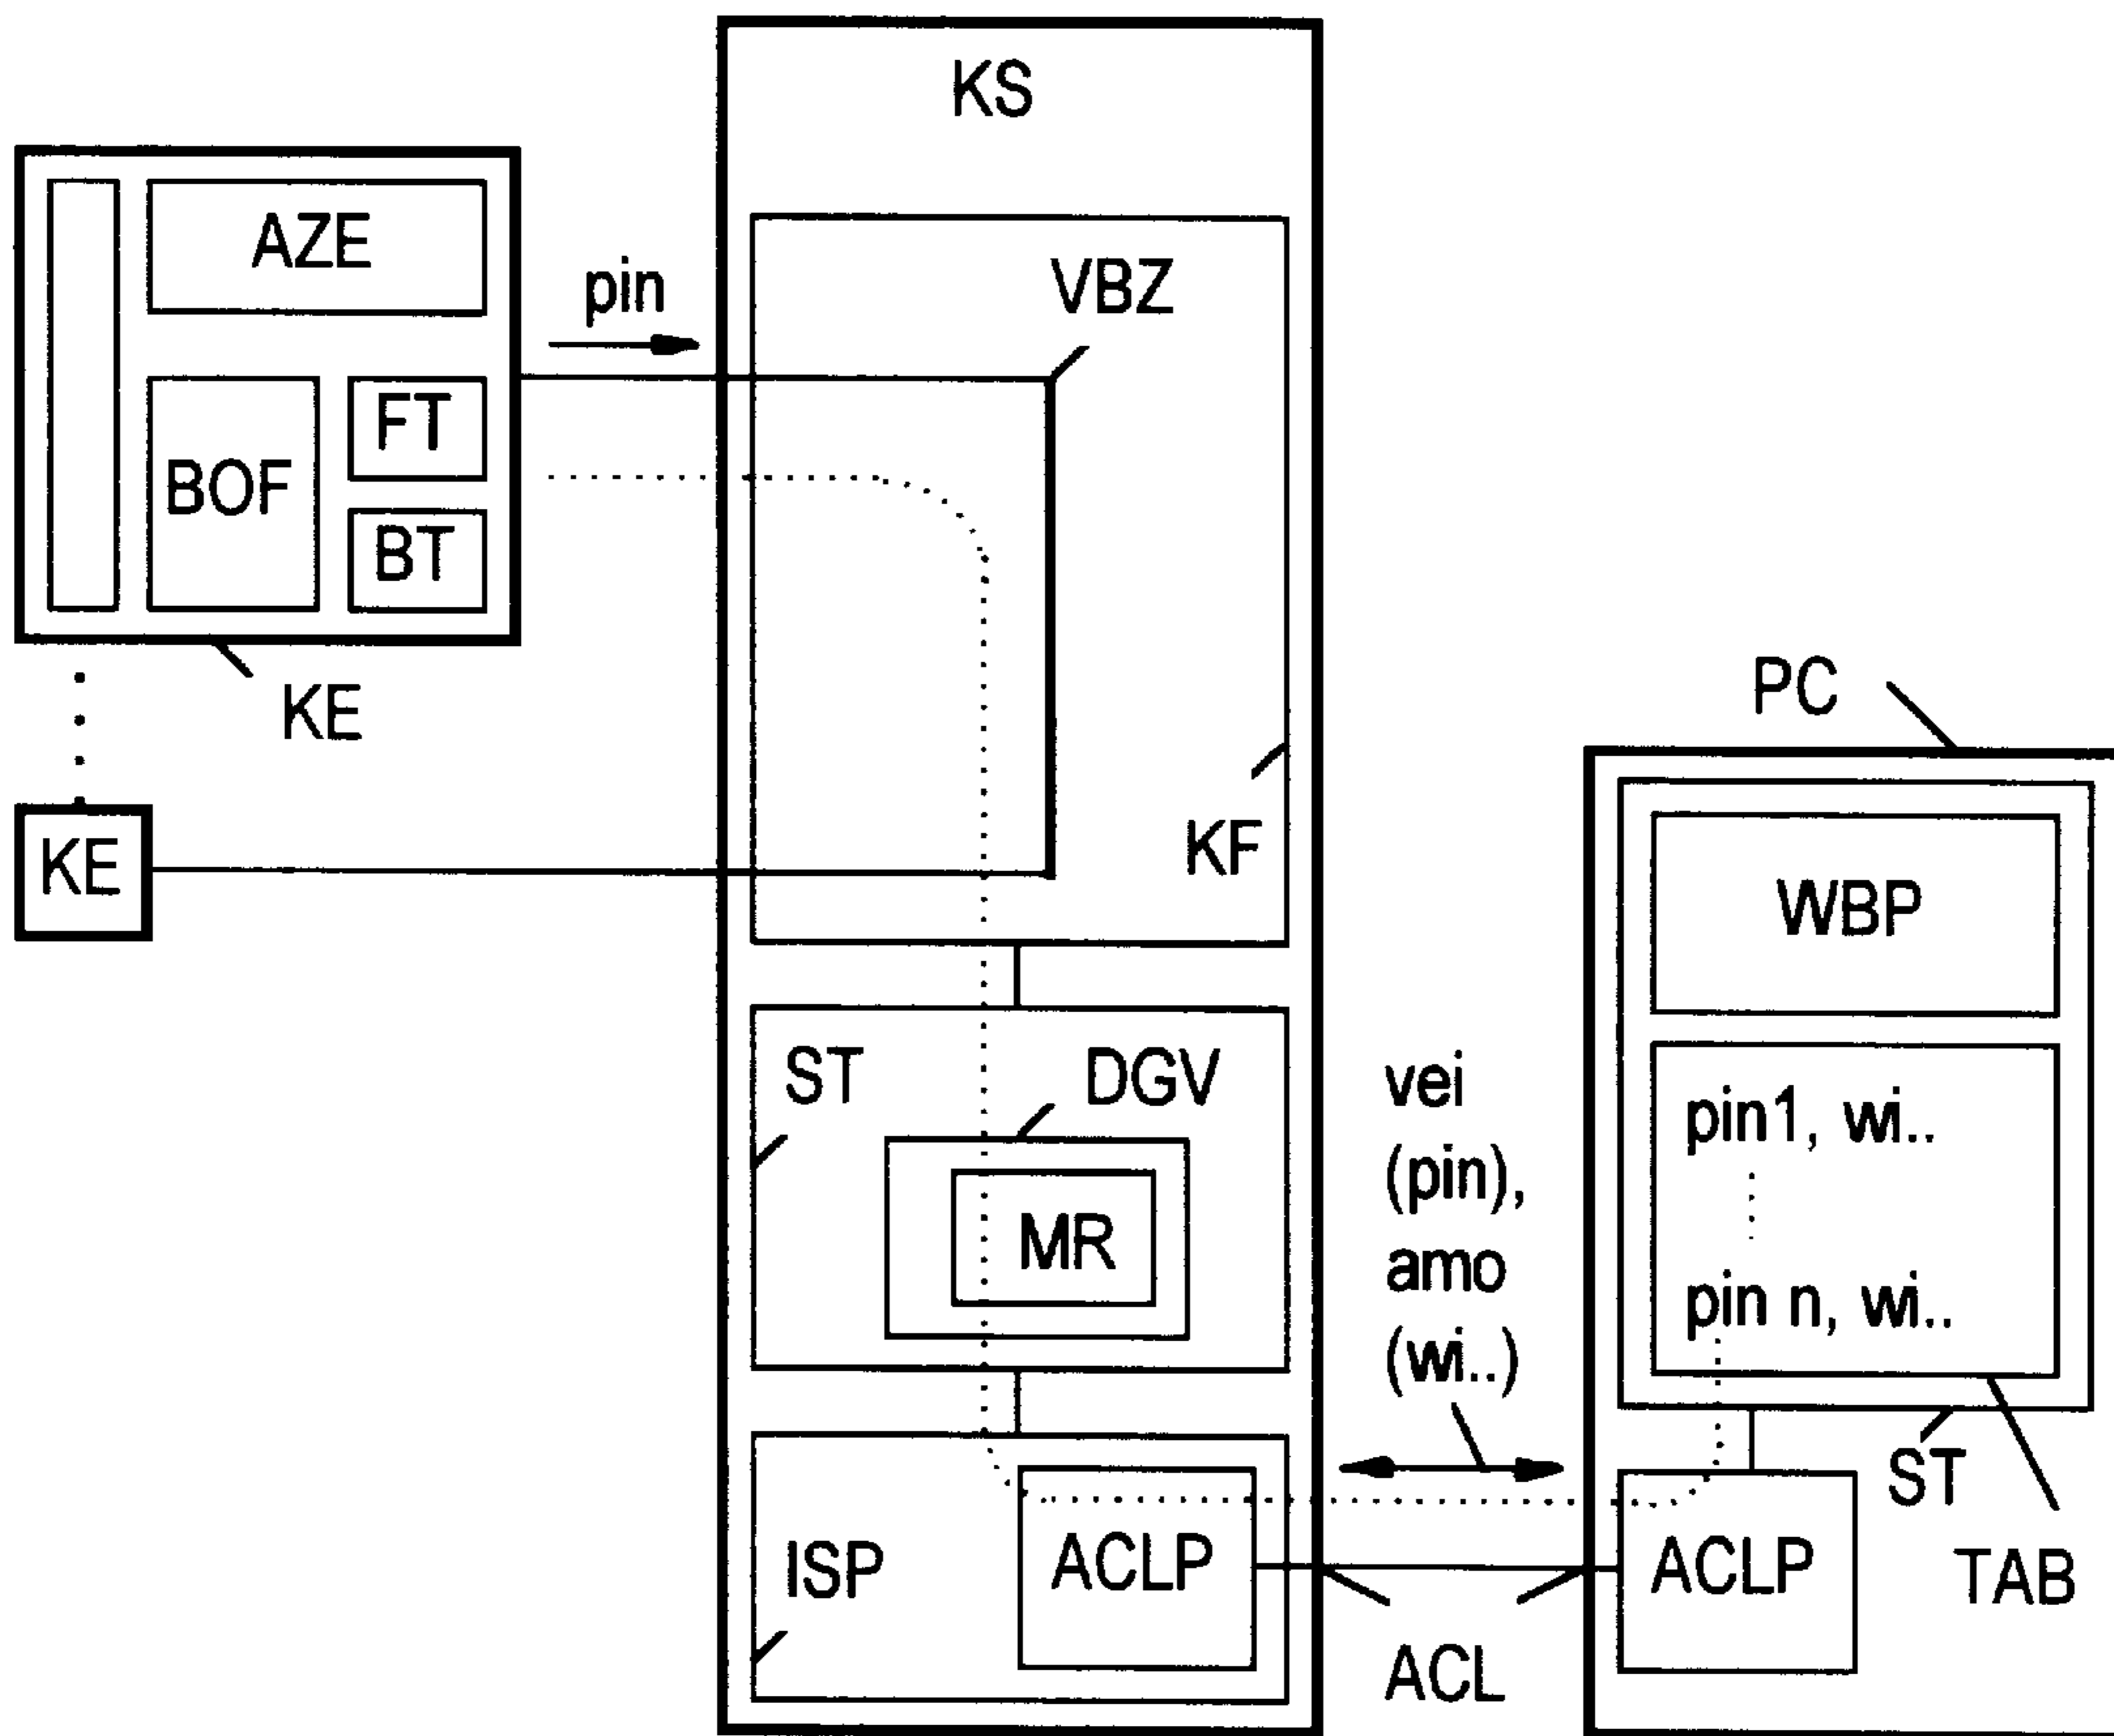 KS
AZE
pin
VBZ
FT
BOF
BT
KE
KE
KF
PC
WBP
ST
DGV
MR
vei
(pin),
amo
(wi..)
pin1, wi..
pin n, wi..
ST
TAB
ISP
ACLP
ACLP
ACL